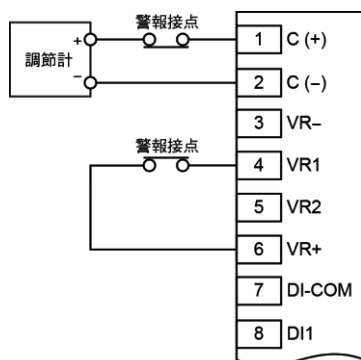 警報接点
調節計
+
−
1 C (+)
2 C (−)
3 VR−
警報接点
4 VR1
5 VR2
6 VR+
7 DI-COM
8 DI1